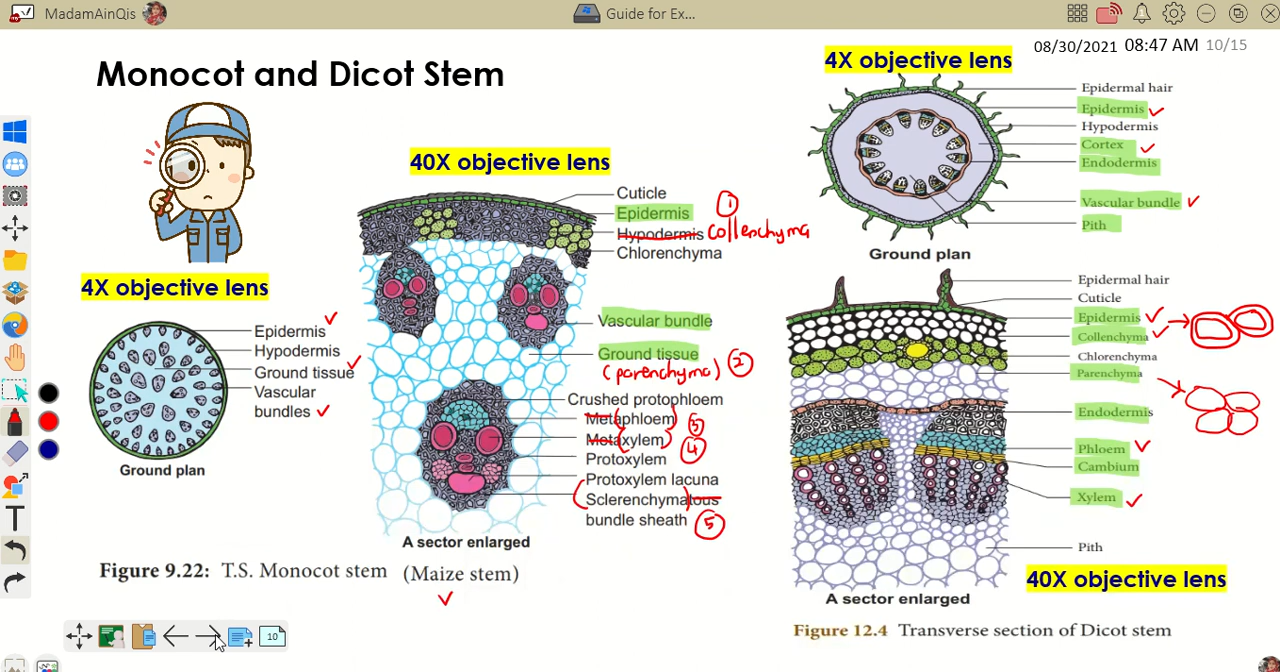 MadamAinQis
Guide for Ex...
08/30/2021 08:47 AM 10/15
Monocot and Dicot Stem
4X objective lens
Epidermis
Hypodermis
Ground tissue
Vascular
bundles
Ground plan
40X objective lens
Cuticle
Epidermis
1
Hypodermis collenchyma
Chlorenchyma
Vascular bundle
Ground tissue
(parenchyma) 2
Crushed protophloem
Metaphloem 3
Metaxylem 4
Protoxylem
Protoxylem lacuna
Sclerenchymatous
bundle sheath 5
A sector enlarged
Figure 9.22: T.S. Monocot stem (Maize stem)
4X objective lens
Epidermal hair
Epidermis
Hypodermis
Cortex
Endodermis
Vascular bundle
Pith
Ground plan
Epidermal hair
Cuticle
Epidermis
Collenchyma
Chlorenchyma
Parenchyma
Endodermis
Phloem
Cambium
Xylem
Pith
40X objective lens
A sector enlarged
Figure 12.4 Transverse section of Dicot stem
T
10